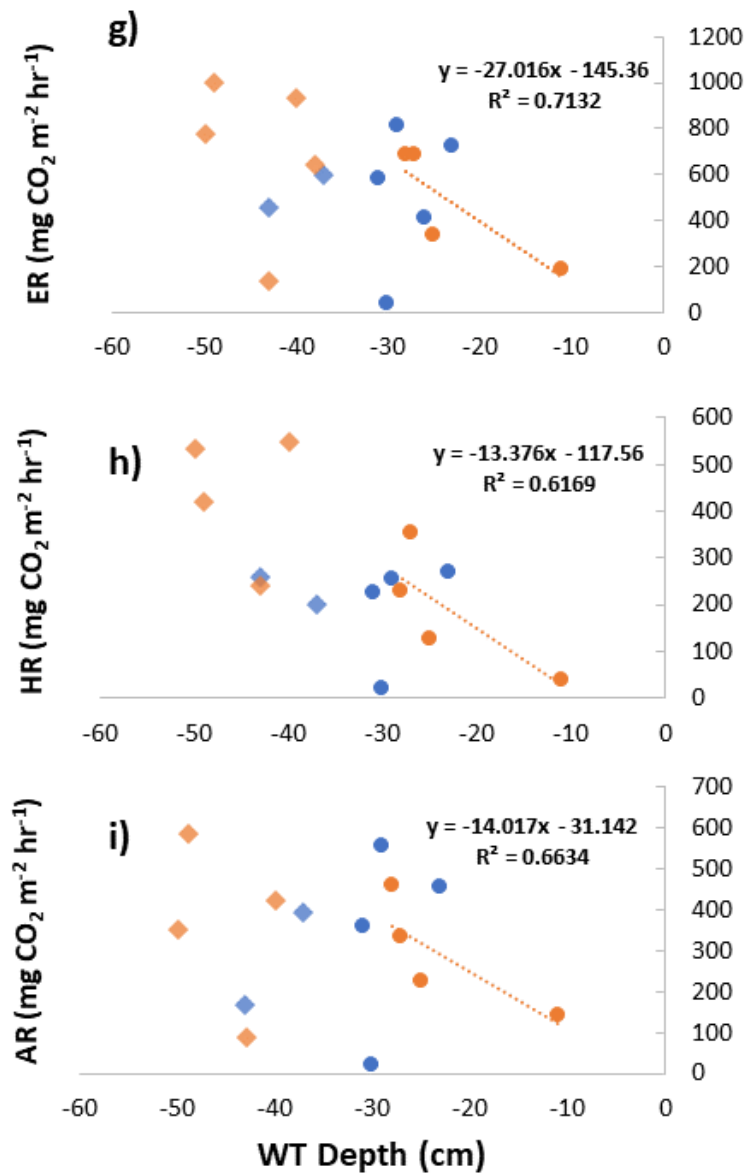 g)
ER (mg CO₂ m⁻² hr⁻¹)
y = -27.016x - 145.36
R² = 0.7132
1200
1000
800
600
400
200
0
-60 -50 -40 -30 -20 -10 0
h)
HR (mg CO₂ m⁻² hr⁻¹)
y = -13.376x - 117.56
R² = 0.6169
600
500
400
300
200
100
0
-60 -50 -40 -30 -20 -10 0
i)
AR (mg CO₂ m⁻² hr⁻¹)
y = -14.017x - 31.142
R² = 0.6634
700
600
500
400
300
200
100
0
-60 -50 -40 -30 -20 -10 0
WT Depth (cm)